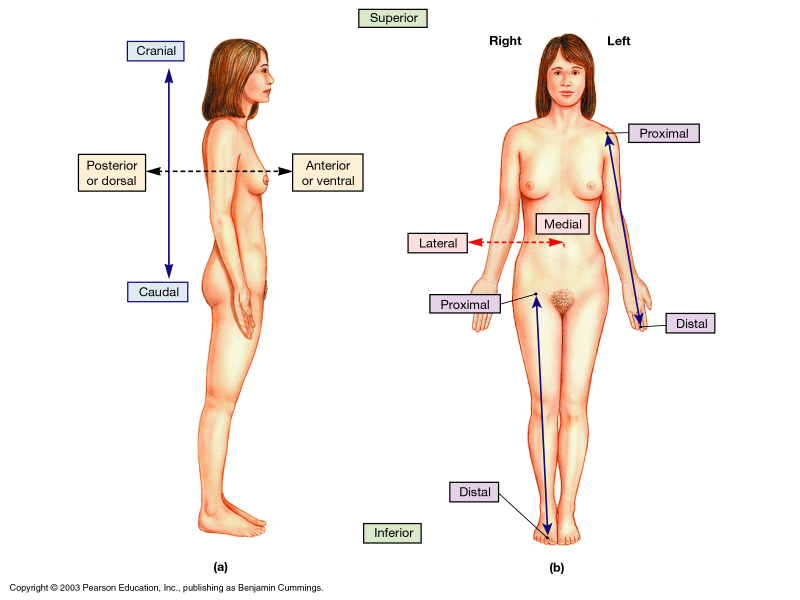 Superior
Right
Left
Cranial
Proximal
Posterior
or dorsal
Anterior
or ventral
Medial
Lateral
Caudal
Proximal
Distal
Distal
Inferior
(a)
(b)
Copyright © 2003 Pearson Education, Inc., publishing as Benjamin Cummings.